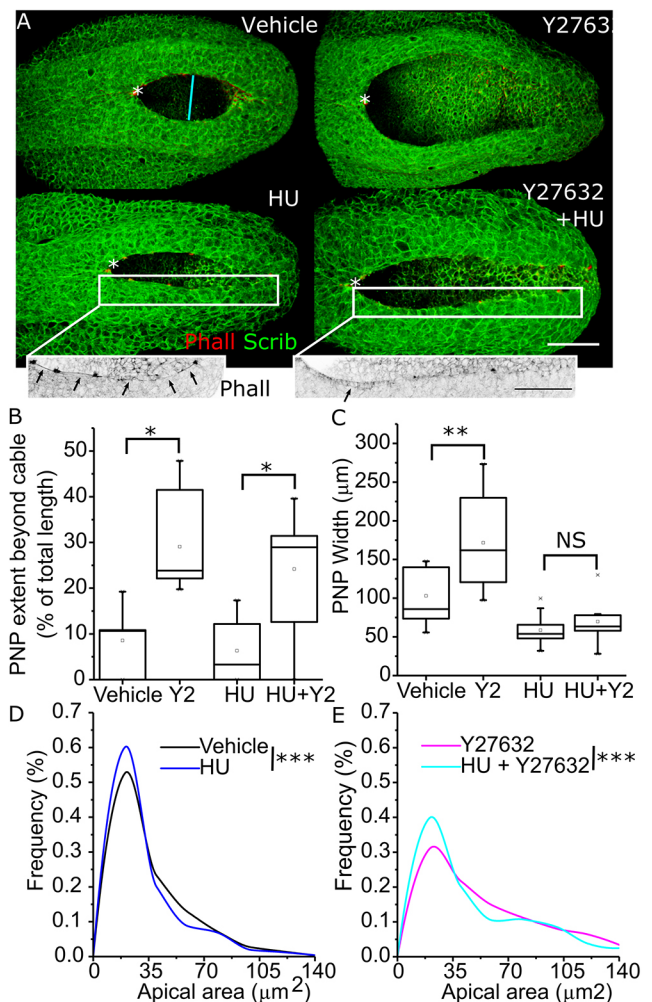 A
Vehicle
Y2763
HU
Y27632
+HU
*
*
*
*
Phall Scrib
Phall
B
PNP extent beyond cable
(% of total length)
50
40
30
20
10
0
*
*
Vehicle Y2 HU HU+Y2
C
PNP Width (μm)
300
250
200
150
100
50
0
**
NS
Vehicle Y2 HU HU+Y2
D
Frequency (%)
0.7
0.6
0.5
0.4
0.3
0.2
0.1
0.0
Vehicle
HU
***
0 35 70 105 140
Apical area (μm²)
E
Frequency (%)
0.7
0.6
0.5
0.4
0.3
0.2
0.1
0.0
Y27632
HU + Y27632
***
0 35 70 105 140
Apical area (μm2)